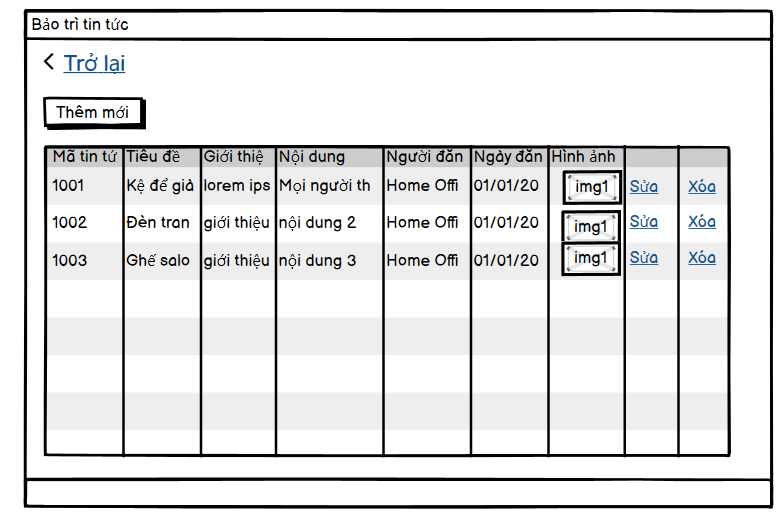 Bảo trì tin tức
< Trở lại
Thêm mới
Mã tin tứ Tiêu đề Giới thiệ Nội dung Người đăn Ngày đăn Hình ảnh
1001 Kệ để già lorem ips Mọi người th Home Offi 01/01/20 img1 Sửa Xóa
1002 Đèn tran giới thiệu nội dung 2 Home Offi 01/01/20 img1 Sửa Xóa
1003 Ghế salo giới thiệu nội dung 3 Home Offi 01/01/20 img1 Sửa Xóa